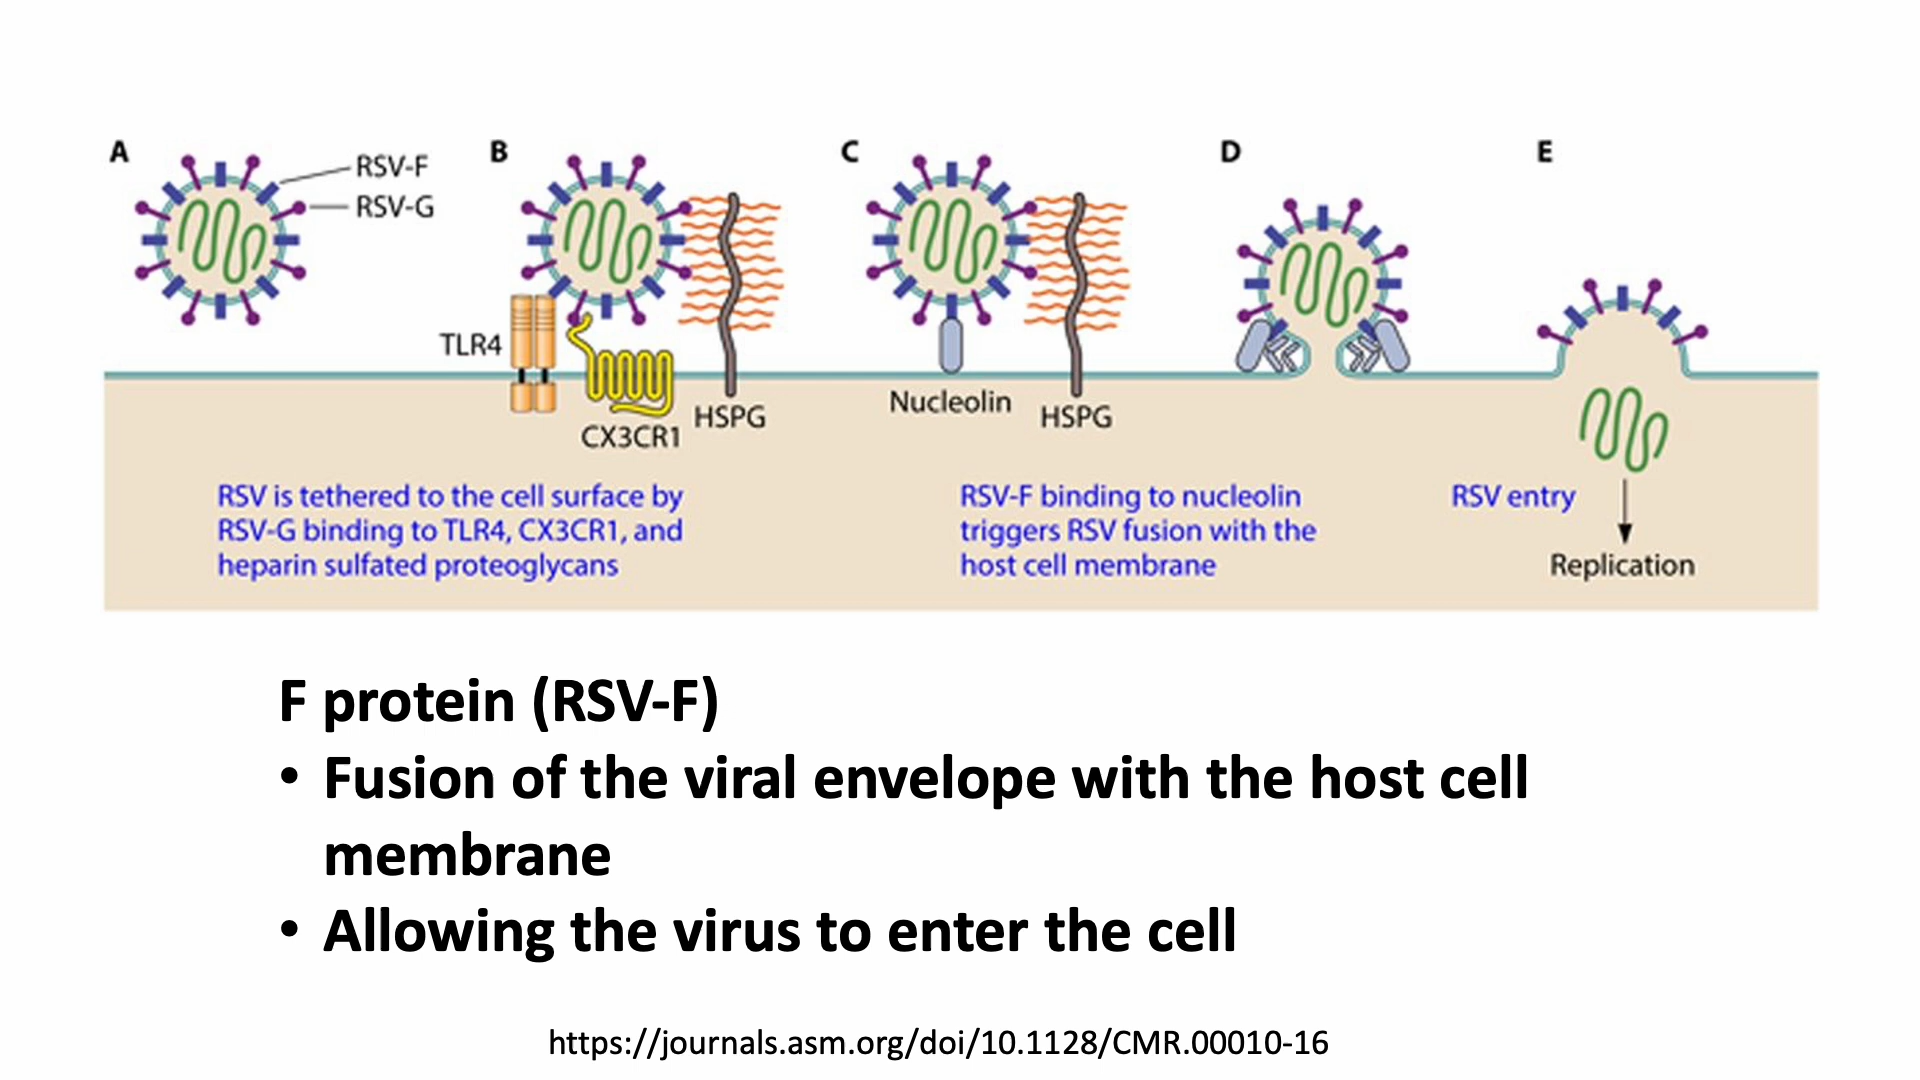 A
RSV-F
RSV-G
B
TLR4
CX3CR1
HSPG
C
Nucleolin
HSPG
D
E
RSV is tethered to the cell surface by
RSV-G binding to TLR4, CX3CR1, and
heparin sulfated proteoglycans
RSV-F binding to nucleolin
triggers RSV fusion with the
host cell membrane
RSV entry
Replication
F protein (RSV-F)
• Fusion of the viral envelope with the host cell
membrane
• Allowing the virus to enter the cell
https://journals.asm.org/doi/10.1128/CMR.00010-16